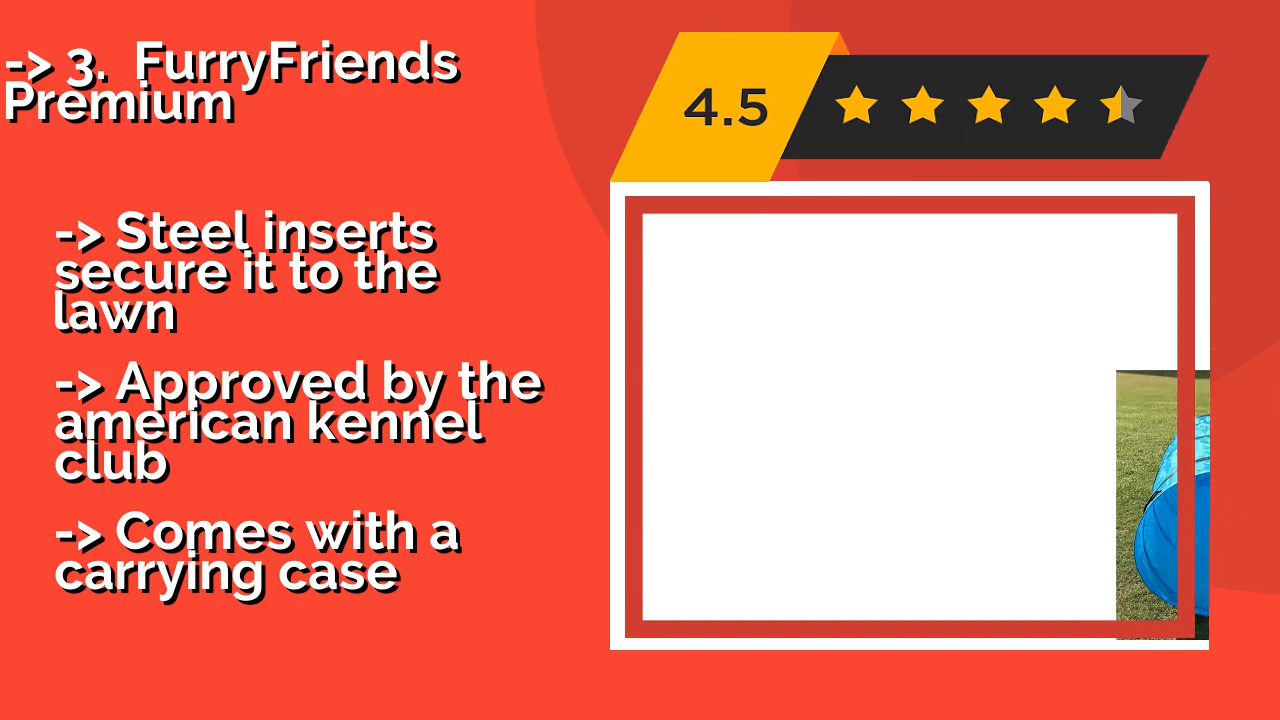 -> 3.  FurryFriends
Premium
4.5
-> Steel inserts
secure it to the
lawn
-> Approved by the
american kennel
club
-> Comes with a
carrying case